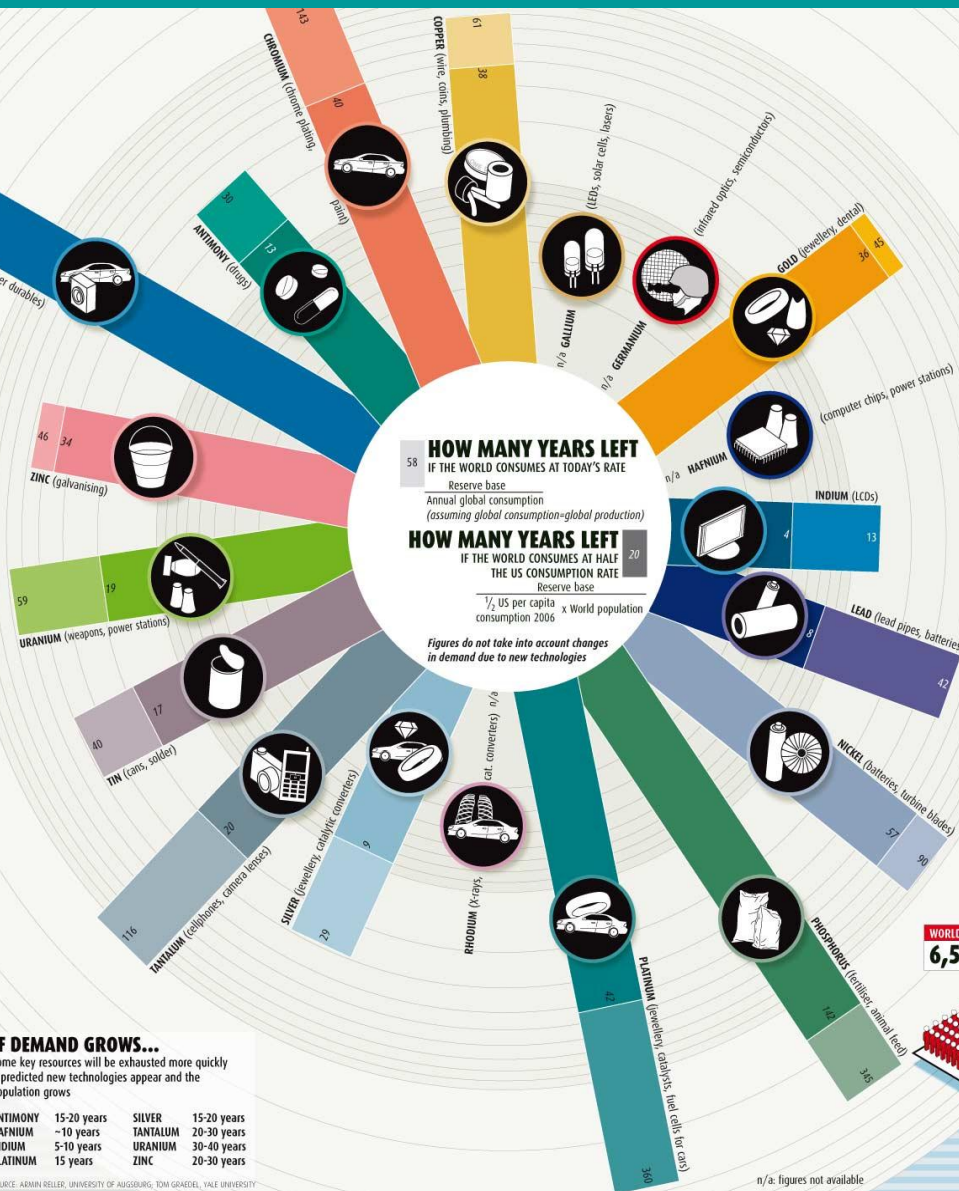 143
40
CHROMIUM (chrome plating,
paint)
61
38
COPPER (wire, coins, plumbing)
n/a GALLIUM (LEDs, solar cells, lasers)
n/a GERMANIUM (infrared optics, semiconductors)
GOLD (jewellery, dental)
36
45
n/a HAFNIUM (computer chips, power stations)
INDIUM (LCDs)
4
13
LEAD (lead pipes, batteries
8
42
NICKEL (batteries, turbine blades)
57
90
PHOSPHORUS (fertiliser, animal feed)
142
345
PLATINUM (jewellery, catalysts, fuel cells for cars)
42
360
RHODIUM (X-rays, cat. converters) n/a
SILVER (jewellery, catalytic converters)
9
29
TANTALUM (cellphones, camera lenses)
20
116
TIN (cans, solder)
17
40
URANIUM (weapons, power stations)
19
59
ZINC (galvanising)
34
46
durables)
ANTIMONY (drugs)
13
30
58
HOW MANY YEARS LEFT
IF THE WORLD CONSUMES AT TODAY'S RATE
Reserve base
Annual global consumption
(assuming global consumption=global production)
HOW MANY YEARS LEFT
20
IF THE WORLD CONSUMES AT HALF
THE US CONSUMPTION RATE
Reserve base
1/2 US per capita
consumption 2006
x World population
Figures do not take into account changes
in demand due to new technologies
WORLD
6,5
F DEMAND GROWS...
ome key resources will be exhausted more quickly
predicted new technologies appear and the
opulation grows
NTIMONY 15-20 years SILVER 15-20 years
AFNIUM ~10 years TANTALUM 20-30 years
DIUM 5-10 years URANIUM 30-40 years
LATINUM 15 years ZINC 20-30 years
URCE: ARMIN RELLER, UNIVERSITY OF AUGSBURG; TOM GRAEDEL, YALE UNIVERSITY
n/a: figures not available